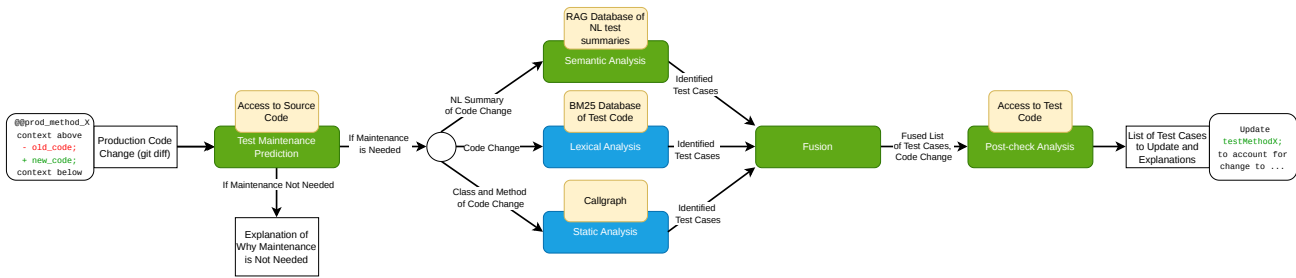 @@prod_method_X
context above
- old_code;
+ new_code;
context below
Production Code
Change (git diff)
Access to Source
Code
Test Maintenance
Prediction
If Maintenance
is Needed
If Maintenance Not Needed
Explanation of
Why Maintenance
is Not Needed
NL Summary
of Code Change
Code Change
Class and Method
of Code Change
RAG Database of
NL test
summaries
Semantic Analysis
BM25 Database
of Test Code
Lexical Analysis
Callgraph
Static Analysis
Identified
Test Cases
Identified
Test Cases
Identified
Test Cases
Fusion
Fused List
of Test Cases,
Code Change
Access to Test
Code
Post-check Analysis
List of Test Cases
to Update and
Explanations
Update
testMethodX;
to account for
change to ...